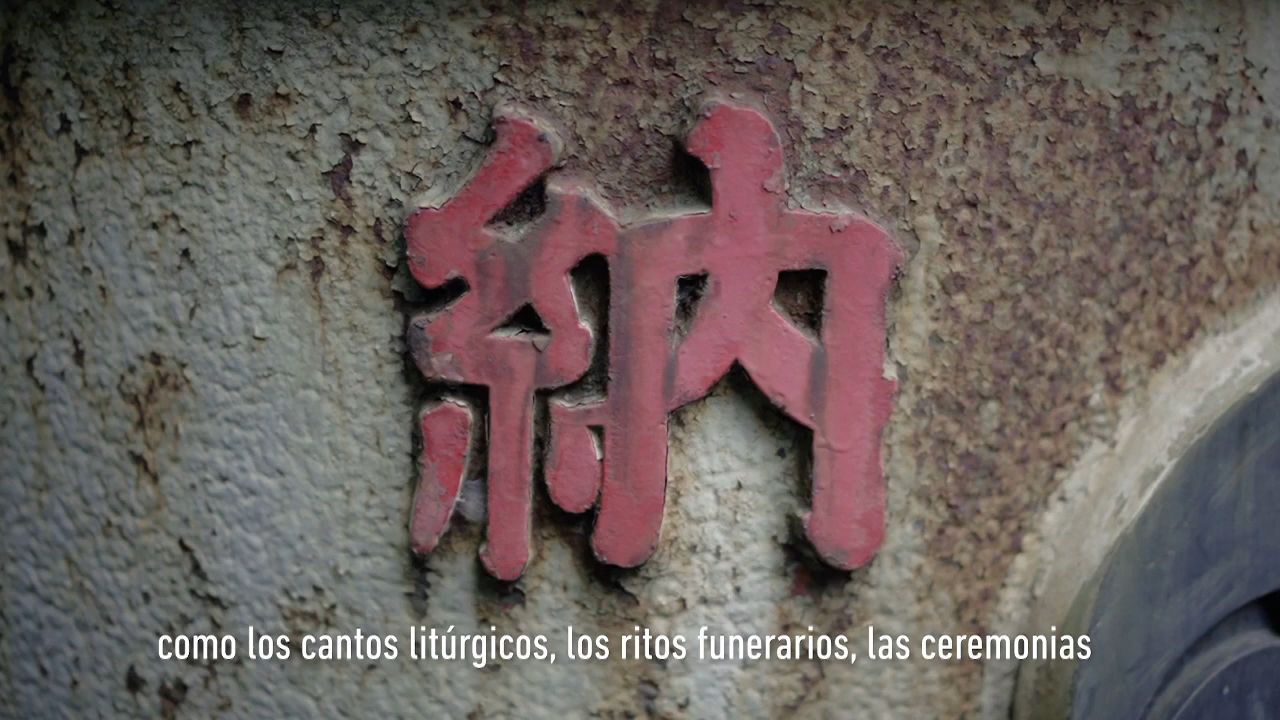 納
como los cantos litúrgicos, los ritos funerarios, las ceremonias